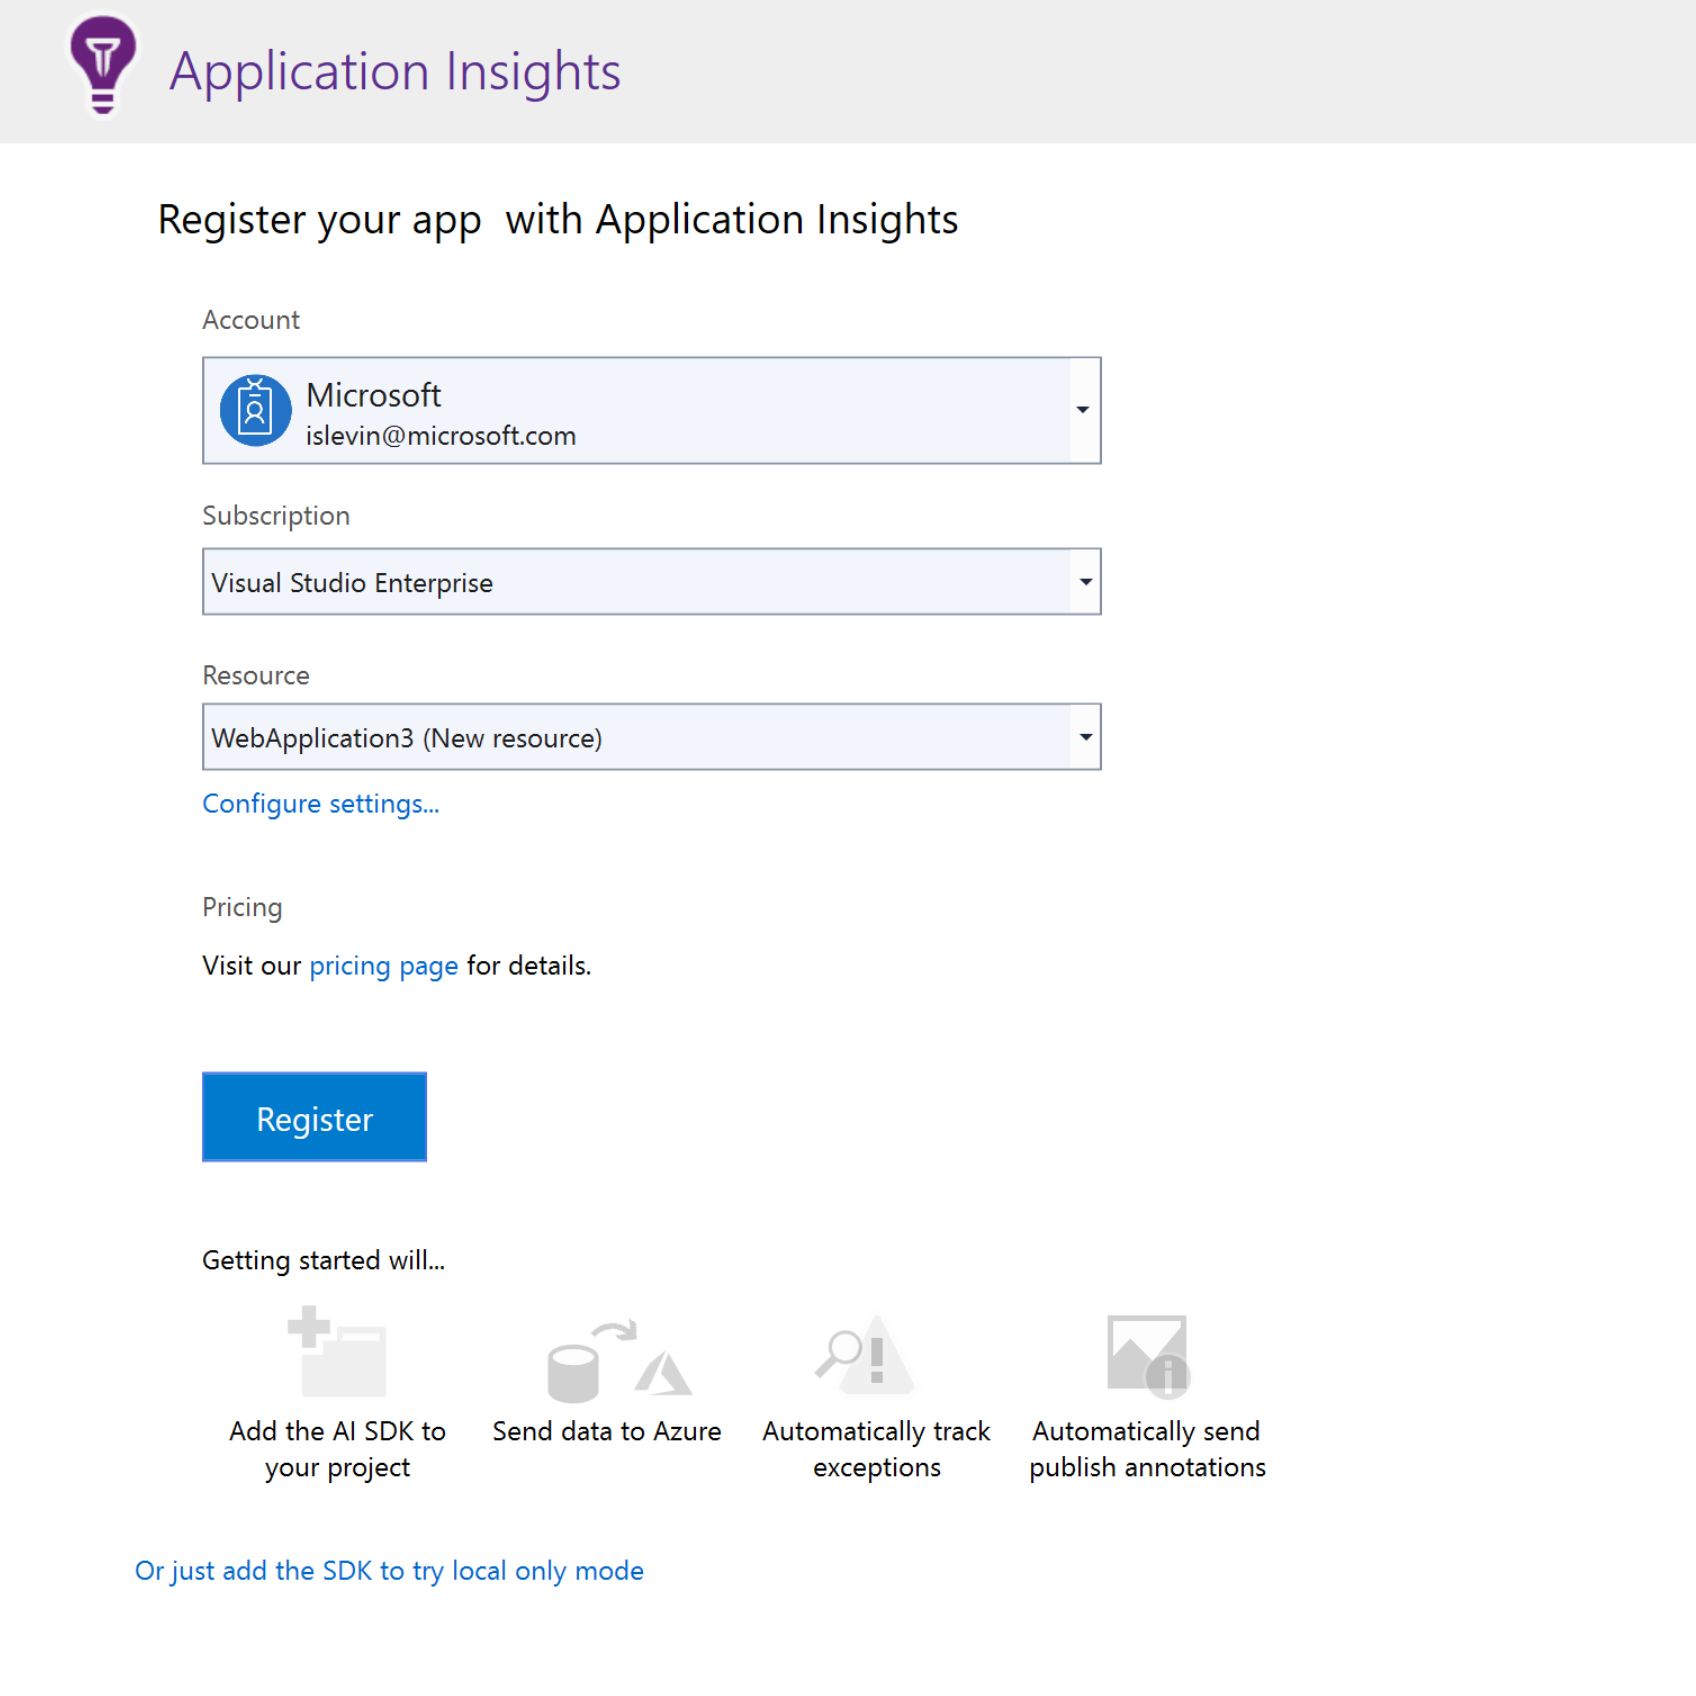 Application Insights
Register your app  with Application Insights
Account
Microsoft
islevin@microsoft.com
Subscription
Visual Studio Enterprise
Resource
WebApplication3 (New resource)
Configure settings...
Pricing
Visit our pricing page for details.
Register
Getting started will...
Add the AI SDK to
your project
Send data to Azure
Automatically track
exceptions
Automatically send
publish annotations
Or just add the SDK to try local only mode